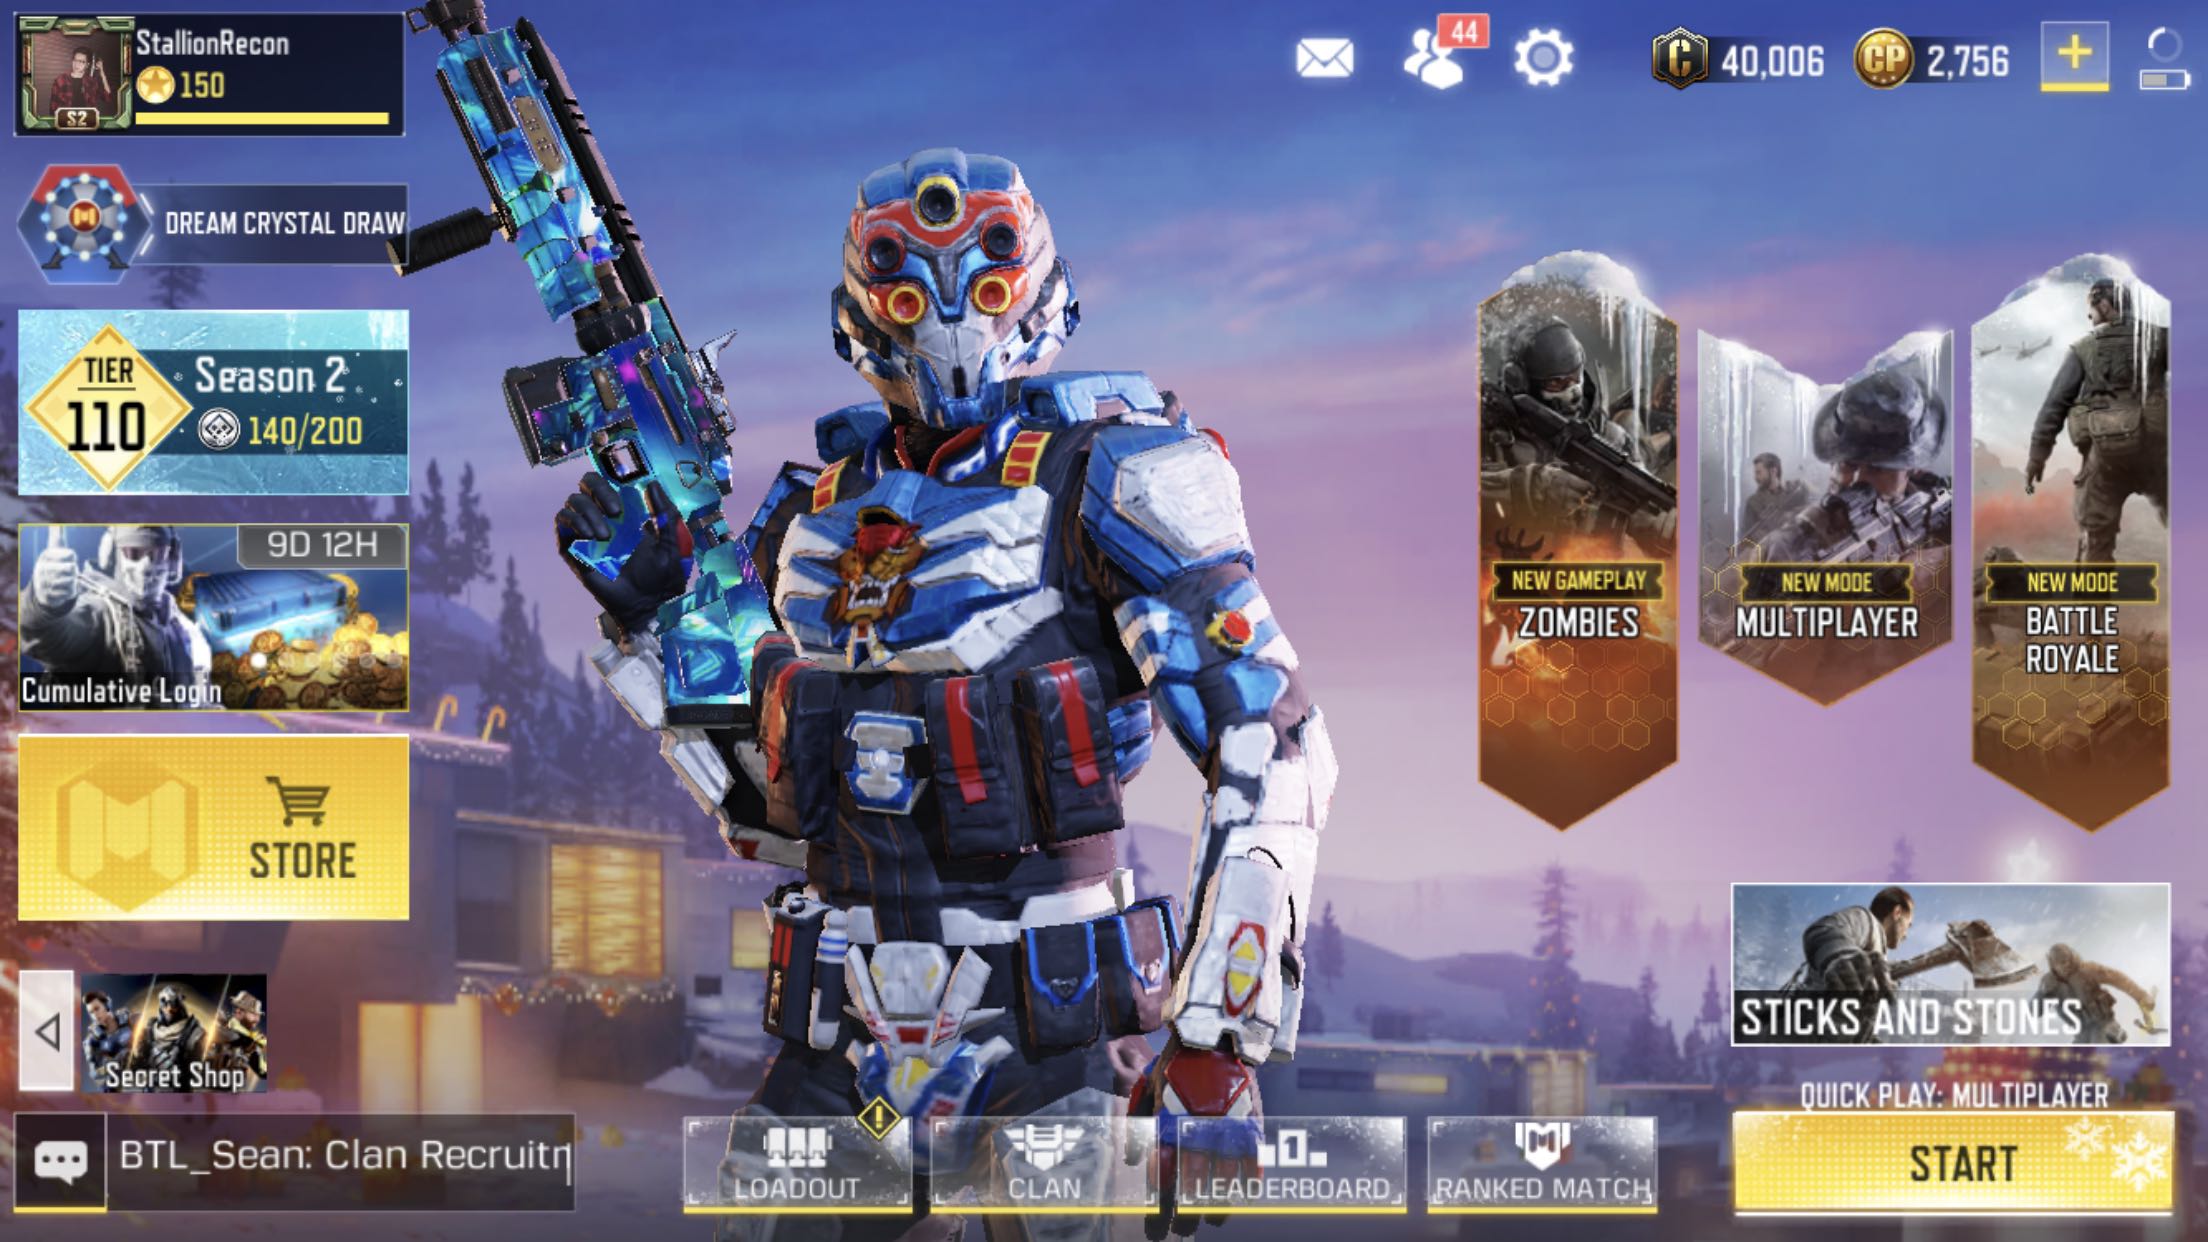 StallionRecon
150
S2
44
40,006
CP 2,756
DREAM CRYSTAL DRAW
TIER
110
Season 2
140/200
9D 12H
Cumulative Login
STORE
Secret Shop
BTL_Sean: Clan Recruitm
NEW GAMEPLAY
ZOMBIES
NEW MODE
MULTIPLAYER
NEW MODE
BATTLE
ROYALE
STICKS AND STONES
QUICK PLAY: MULTIPLAYER
START
LOADOUT
CLAN
LEADERBOARD
RANKED MATCH